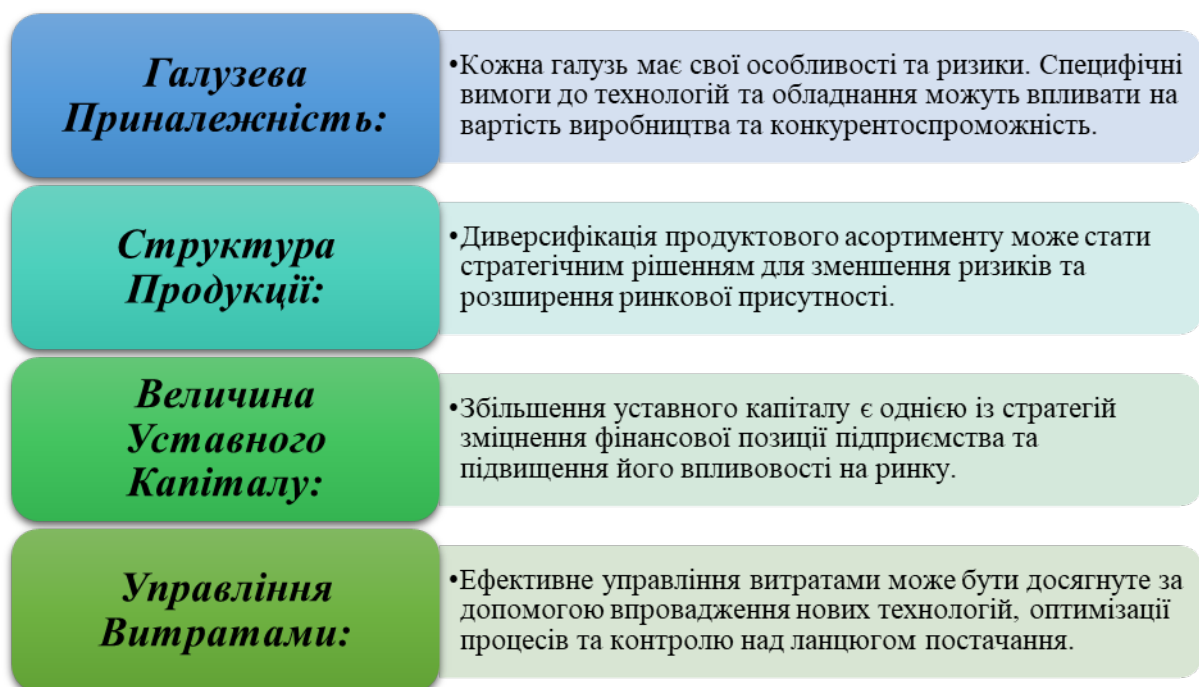 Галузева
Приналежність:
•Кожна галузь має свої особливості та ризики. Специфічні
вимоги до технологій та обладнання можуть впливати на
вартість виробництва та конкурентоспроможність.
Структура
Продукції:
•Диверсифікація продуктового асортименту може стати
стратегічним рішенням для зменшення ризиків та
розширення ринкової присутності.
Величина
Уставного
Капіталу:
•Збільшення уставного капіталу є однією із стратегій
зміцнення фінансової позиції підприємства та
підвищення його впливовості на ринку.
Управління
Витратами:
•Ефективне управління витратами може бути досягнуте за
допомогою впровадження нових технологій, оптимізації
процесів та контролю над ланцюгом постачання.